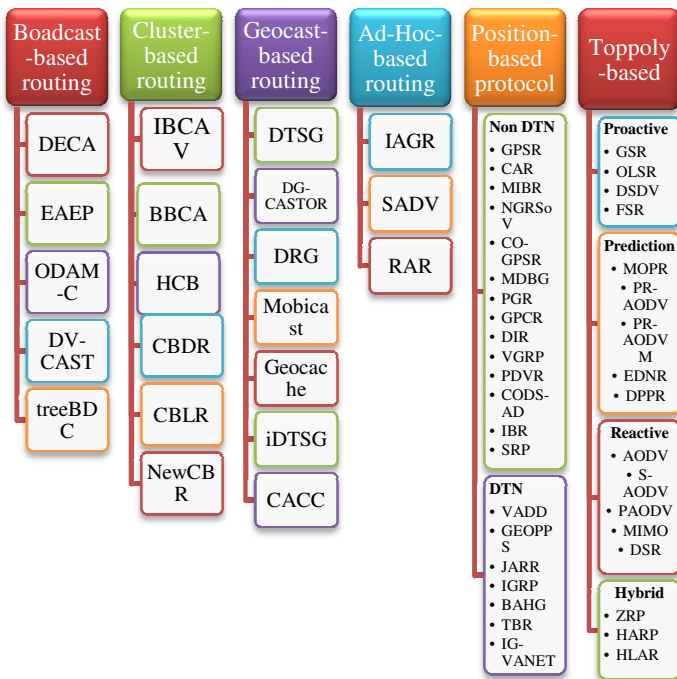 Boadcast
-based
routing
DECA
EAEP
ODAM
-C
DV-
CAST
treeBD
C
Cluster-
based
routing
IBCA
V
BBCA
HCB
CBDR
CBLR
NewCB
R
Geocast-
based
routing
DTSG
DG-
CASTOR
DRG
Mobica
st
Geocac
he
iDTSG
CACC
Ad-Hoc-
based
routing
IAGR
SADV
RAR
Position-
based
protocol
Non DTN
• GPSR
• CAR
• MIBR
• NGRSo
V
• CO-
GPSR
• MDBG
• PGR
• GPCR
• DIR
• VGRP
• PDVR
• CODS-
AD
• IBR
• SRP
DTN
• VADD
• GEOPP
S
• JARR
• IGRP
• BAHG
• TBR
• IG-
VANET
Toppoly
-based
Proactive
• GSR
• OLSR
• DSDV
• FSR
Prediction
• MOPR
• PR-
AODV
• PR-
AODV
M
• EDNR
• DPPR
Reactive
• AODV
• S-
AODV
• PAODV
• MIMO
• DSR
Hybrid
• ZRP
• HARP
• HLAR